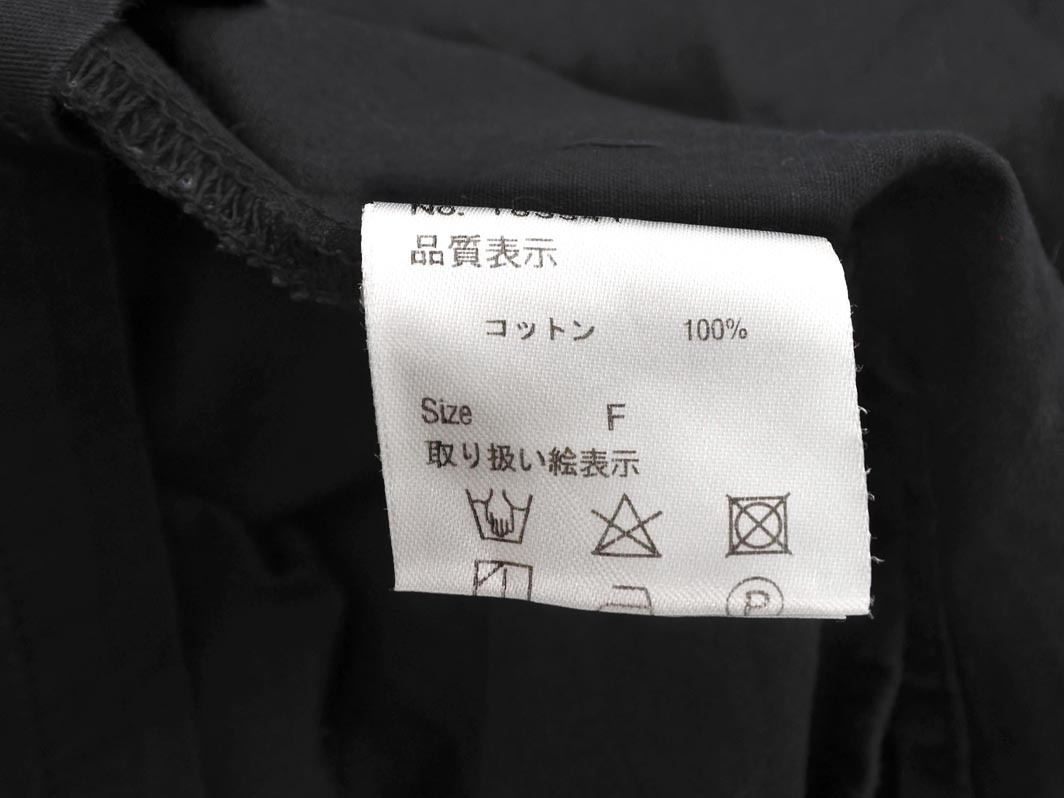 品質表示
コットン 100%
Size F
取り扱い絵表示
P